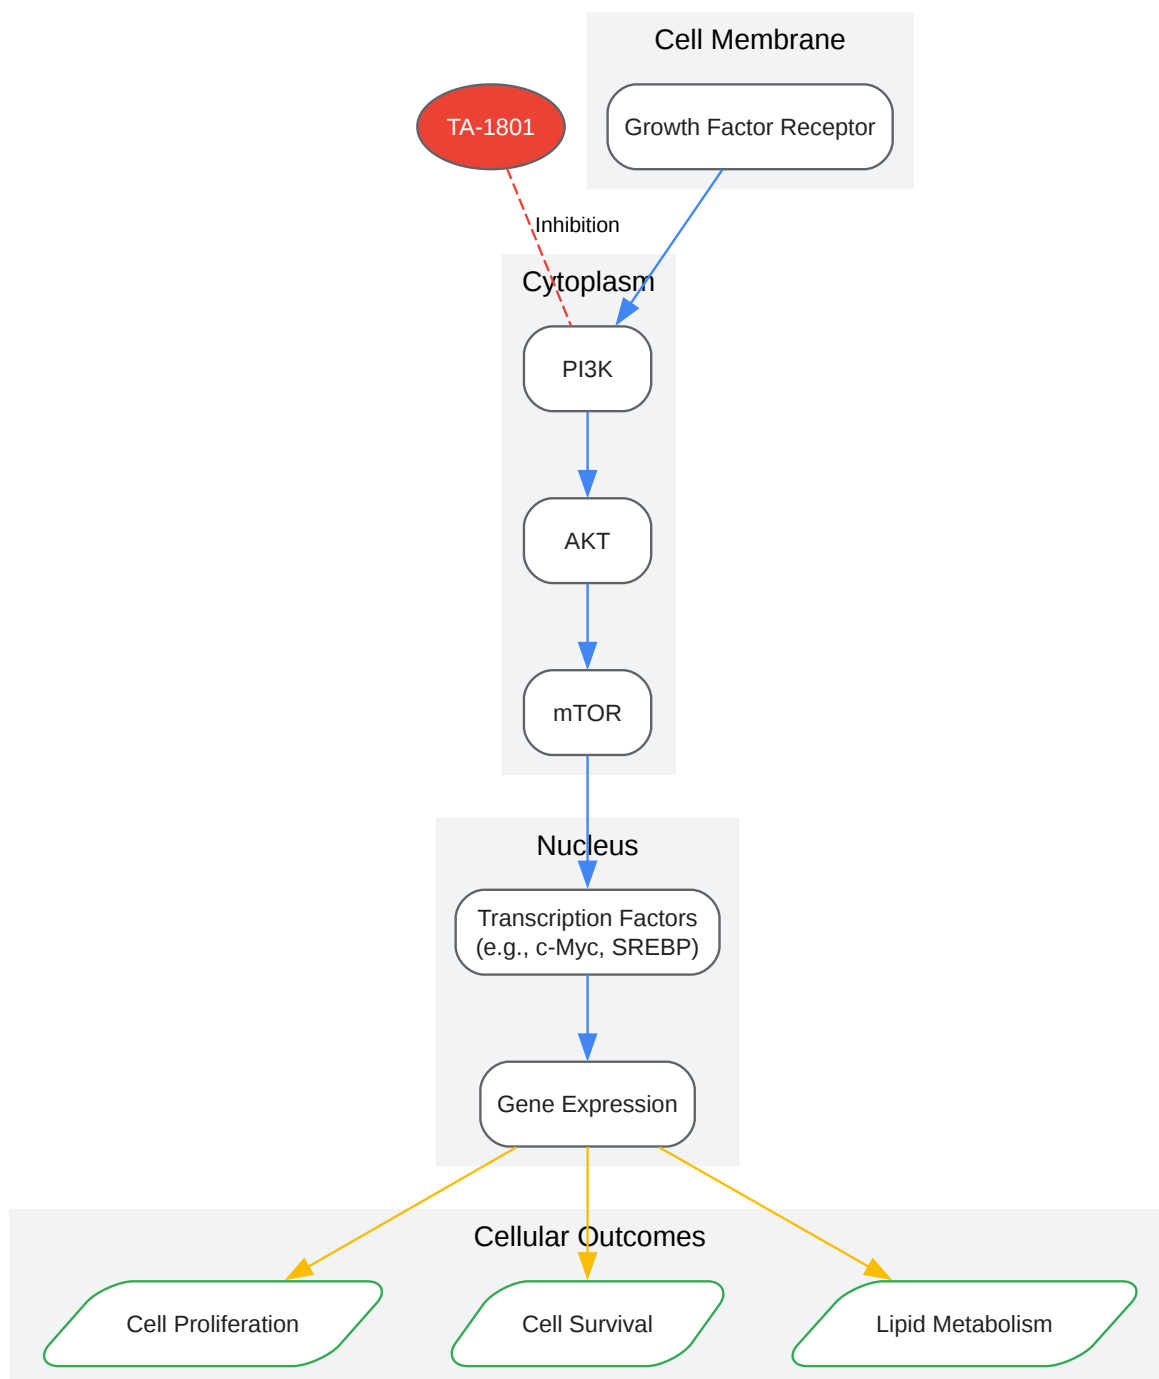 Cell Membrane
TA-1801
Growth Factor Receptor
Inhibition
Cytoplasm
PI3K
AKT
mTOR
Nucleus
Transcription Factors
(e.g., c-Myc, SREBP)
Gene Expression
Cellular Outcomes
Cell Proliferation
Cell Survival
Lipid Metabolism